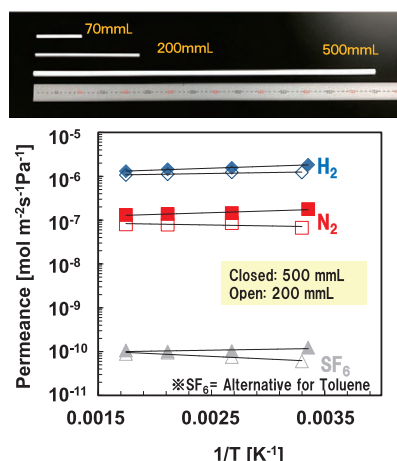 70mmL
200mmL
500mmL
10⁻⁵
10⁻⁶
10⁻⁷
10⁻⁸
10⁻⁹
10⁻¹⁰
10⁻¹¹
Permeance [mol m⁻²s⁻¹Pa⁻¹]
H₂
N₂
Closed: 500 mmL
Open: 200 mmL
SF₆
※SF₆= Alternative for Toluene
0.0015
0.0025
0.0035
1/T [K⁻¹]